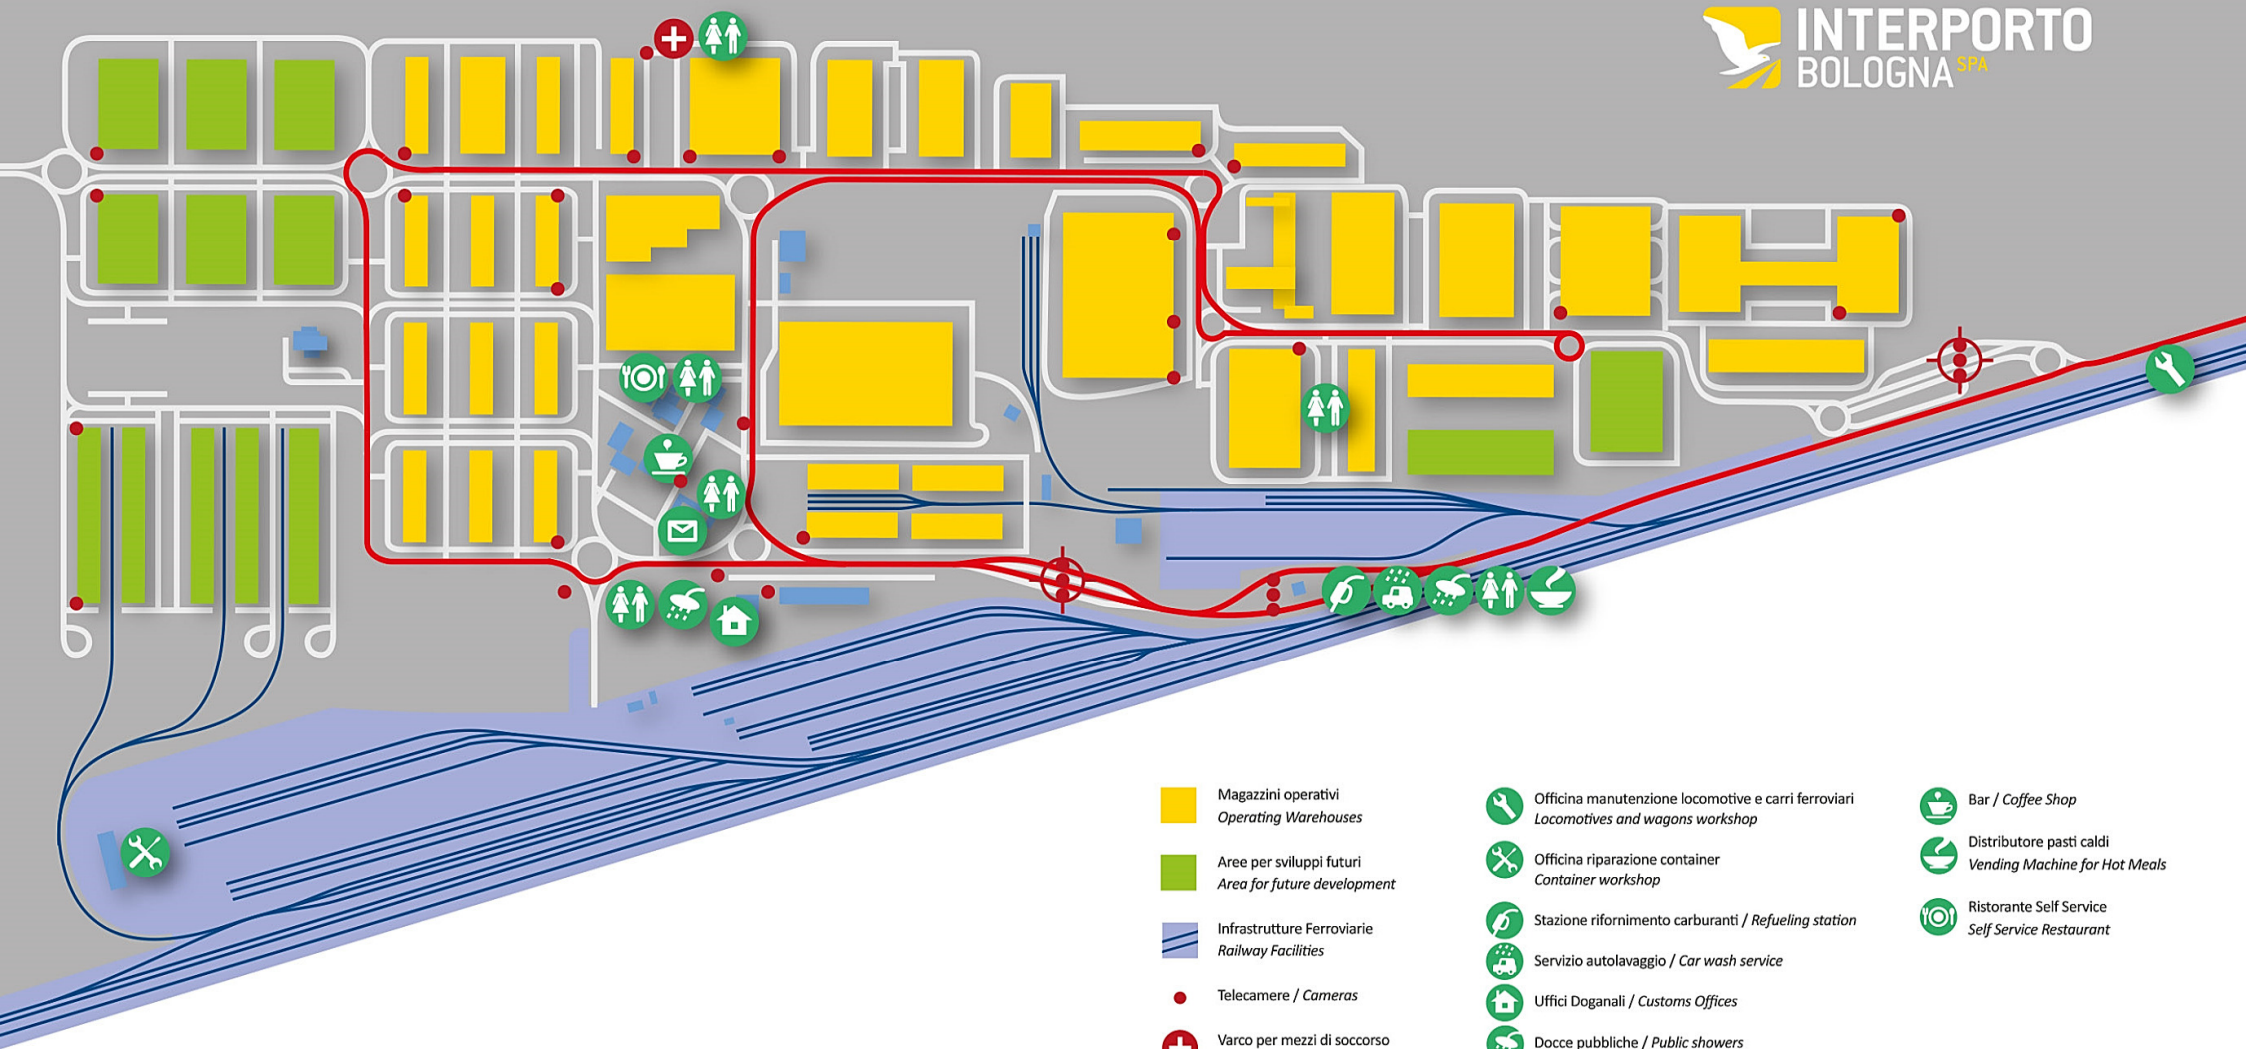 INTERPORTO
BOLOGNA SPA
Magazzini operativi
Operating Warehouses
Aree per sviluppi futuri
Area for future development
Infrastrutture Ferroviarie
Railway Facilities
Telecamere / Cameras
Varco per mezzi di soccorso
Officina manutenzione locomotive e carri ferroviari
Locomotives and wagons workshop
Officina riparazione container
Container workshop
Stazione rifornimento carburanti / Refueling station
Servizio autolavaggio / Car wash service
Uffici Doganali / Customs Offices
Docce pubbliche / Public showers
Bar / Coffee Shop
Distributore pasti caldi
Vending Machine for Hot Meals
Ristorante Self Service
Self Service Restaurant